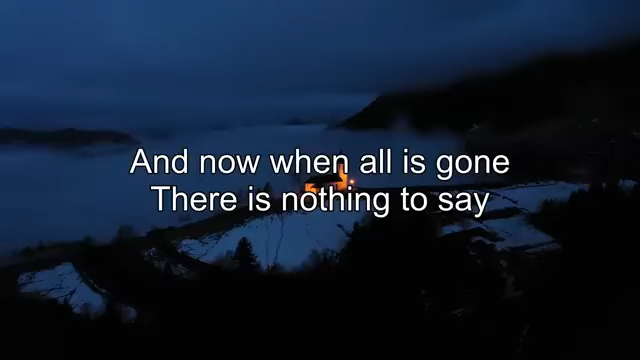 And now when all is gone
There is nothing to say